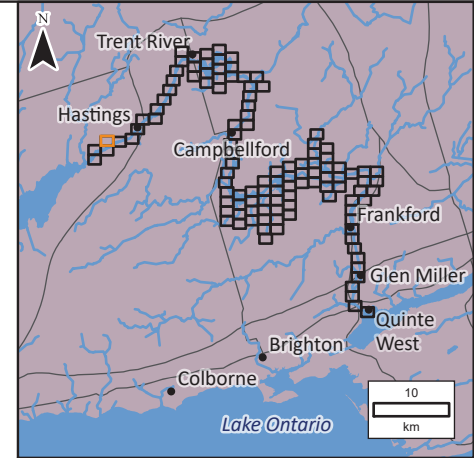 N
Trent River
Hastings
Campbellford
Frankford
Glen Miller
Quinte
West
Brighton
Colborne
Lake Ontario
10
km